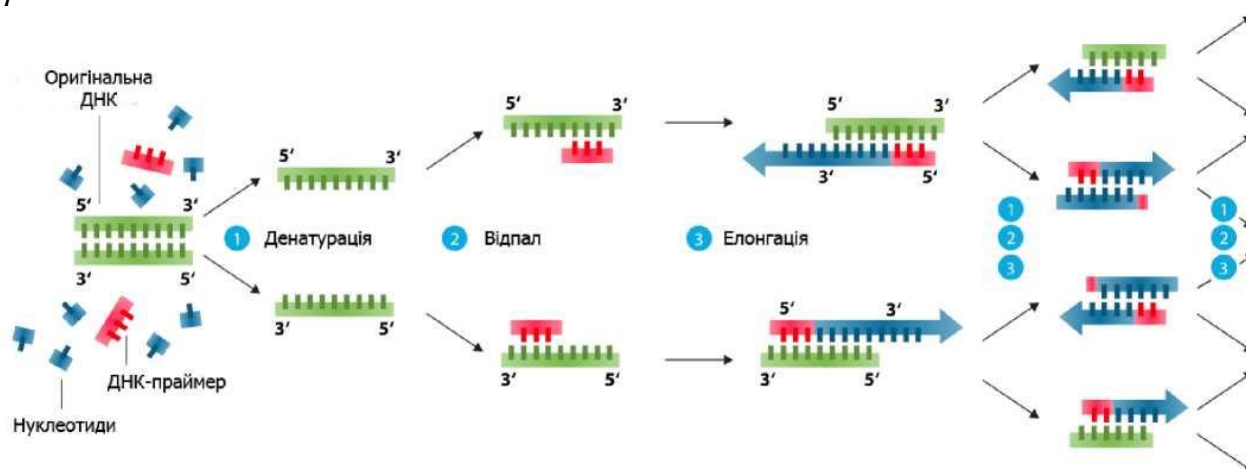 Оригінальна
ДНК
5‘ 3‘
3‘ 5‘
ДНК-праймер
Нуклеотиди
5‘ 3‘
1 Денатурація
3‘ 5‘
5‘ 3‘
2 Відпал
3‘ 5‘
5‘ 3‘
3‘ 5‘
3 Елонгація
5‘ 3‘
3‘ 5‘
1
2
3
1
2
3